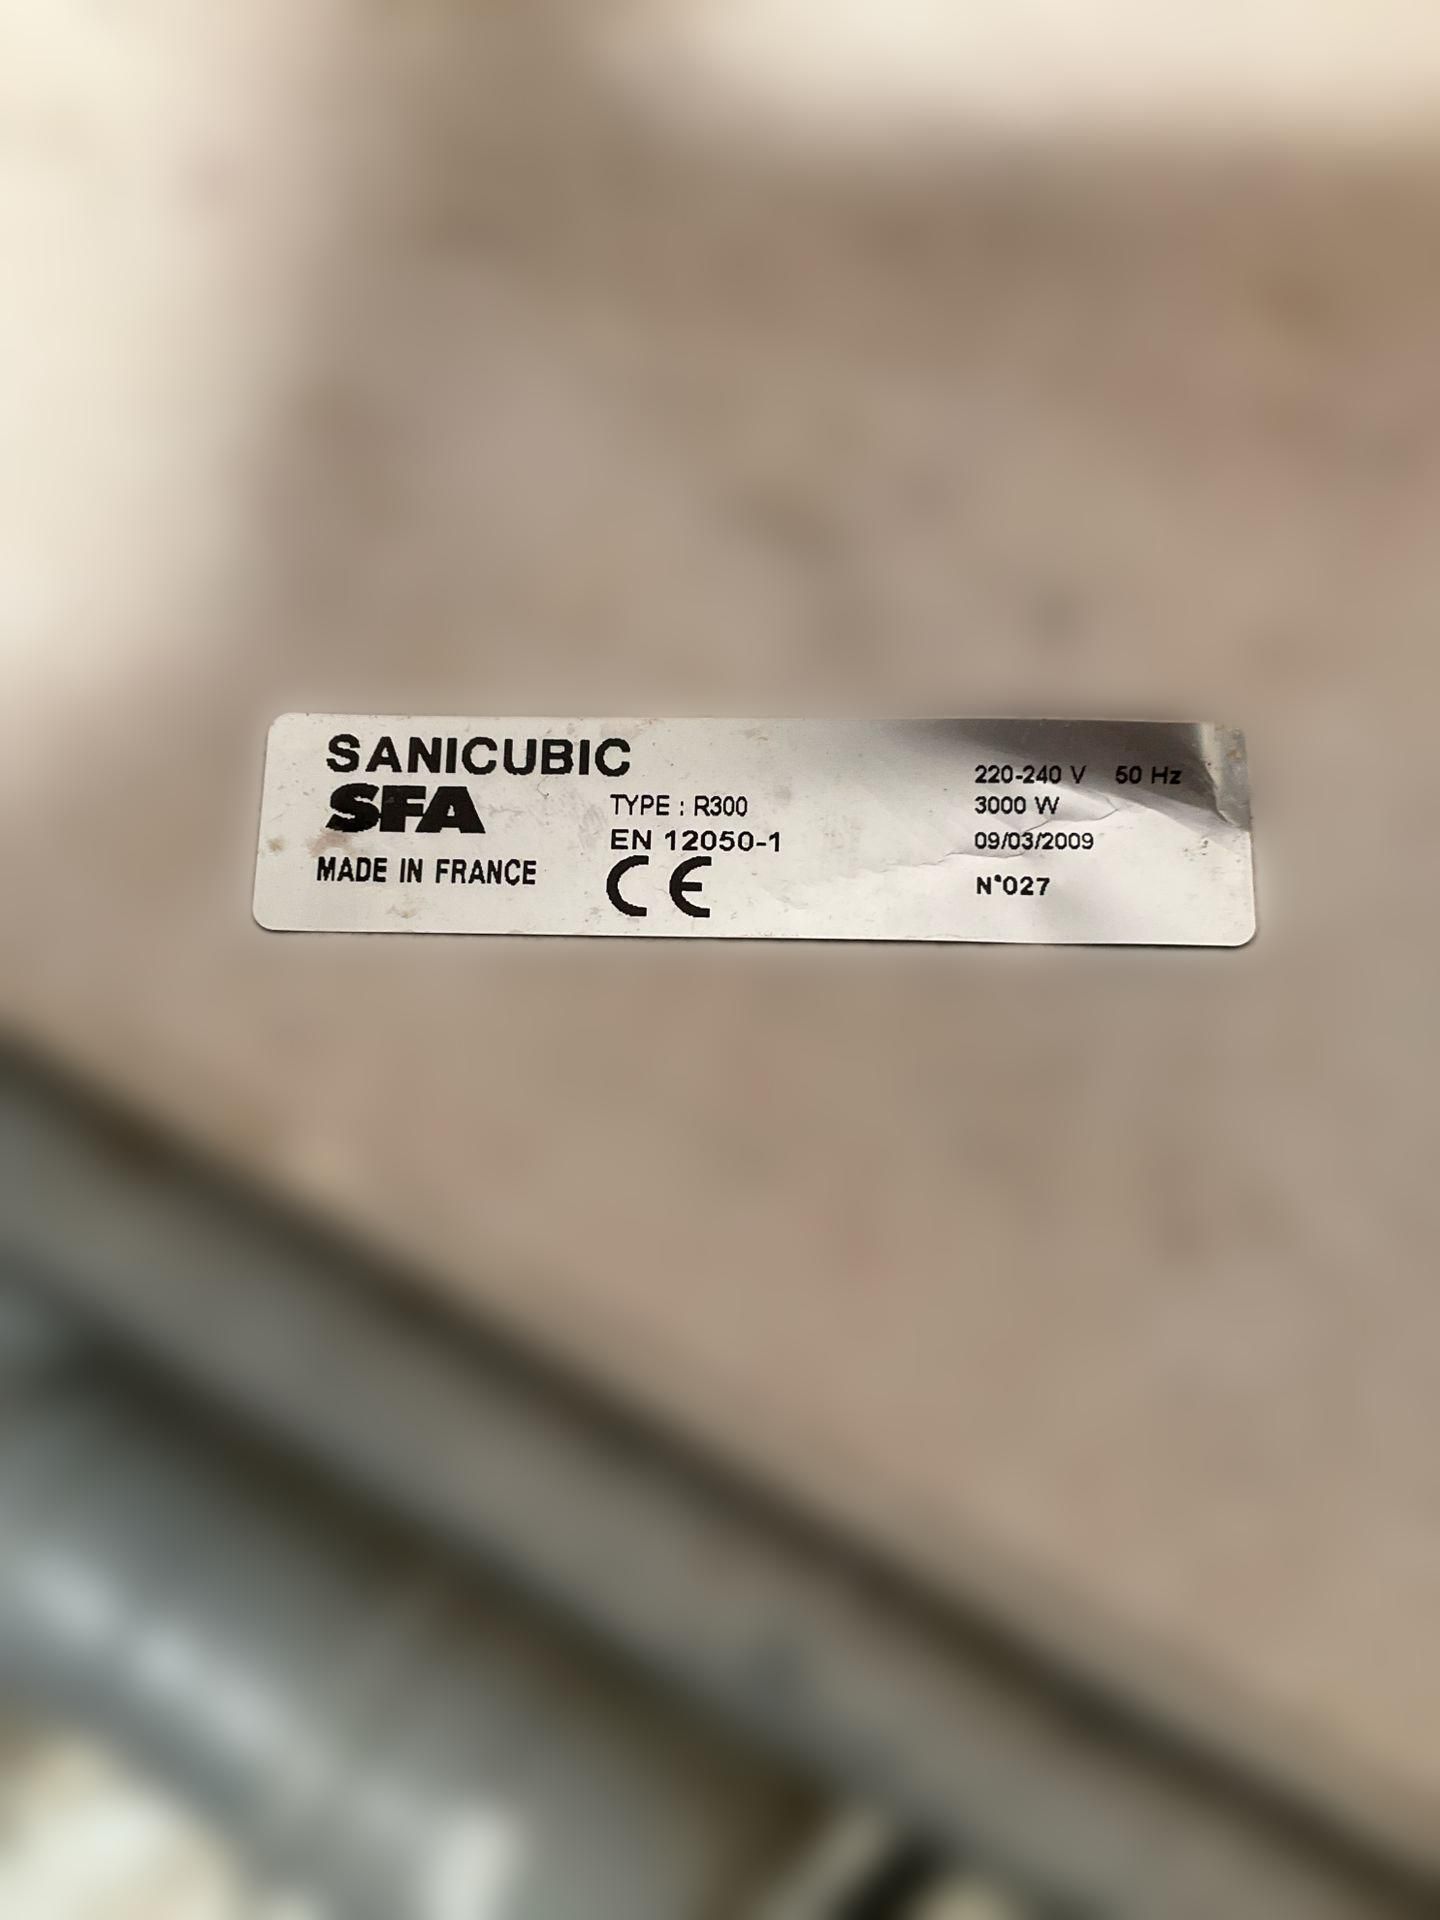 SANICUBIC
SFA
MADE IN FRANCE
TYPE : R300
EN 12050-1
CE
220-240 V 50 Hz
3000 W
09/03/2009
N°027